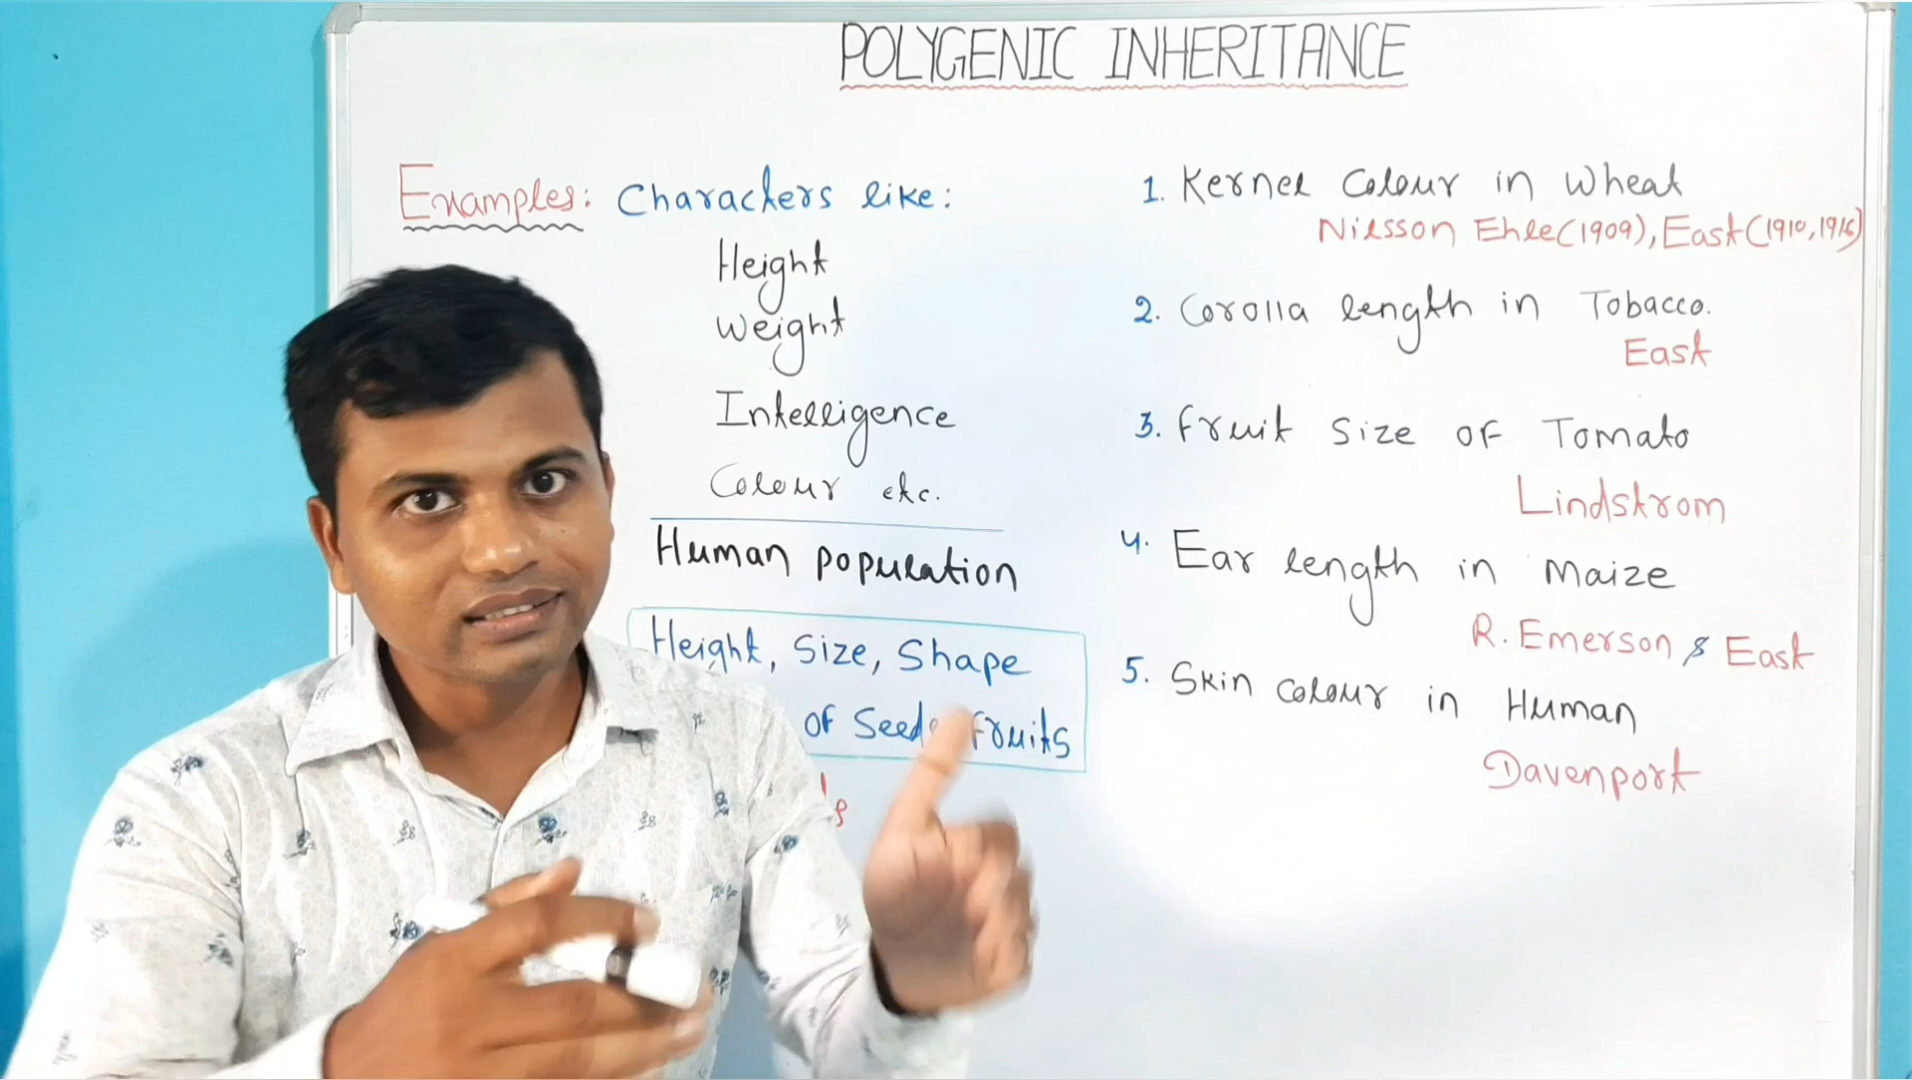 POLYGENIC INHERITANCE
Examples: Characters like:
Height
Weight
Intelligence
Colour etc.
Human population
Height, Size, Shape
of Seeds fruits
1. Kernel Colour in Wheat
Nilsson Ehle (1909), East (1910, 1916)
2. Corolla length in Tobacco.
East
3. Fruit Size of Tomato
Lindstrom
4. Ear length in Maize
R. Emerson & East
5. Skin colour in Human
Davenport